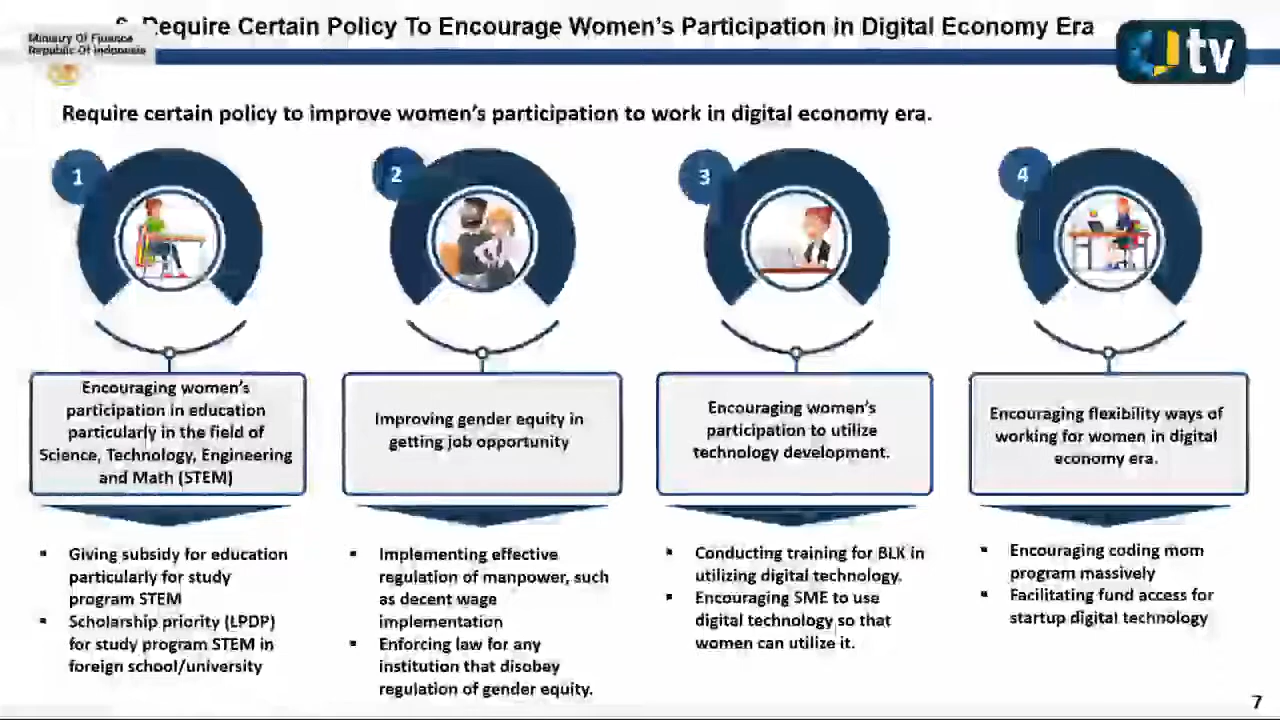 Require Certain Policy To Encourage Women's Participation in Digital Economy Era
Ministry Of Finance
Republic Of Indonesia
tv
Require certain policy to improve women's participation to work in digital economy era.
1
2
3
4
Encouraging women's
participation in education
particularly in the field of
Science, Technology, Engineering
and Math (STEM)
Improving gender equity in
getting job opportunity
Encouraging women's
participation to utilize
technology development.
Encouraging flexibility ways of
working for women in digital
economy era.
▪ Giving subsidy for education
particularly for study
program STEM
▪ Scholarship priority (LPDP)
for study program STEM in
foreign school/university
▪ Implementing effective
regulation of manpower, such
as decent wage
implementation
▪ Enforcing law for any
institution that disobey
regulation of gender equity.
▪ Conducting training for BLK in
utilizing digital technology.
▪ Encouraging SME to use
digital technology so that
women can utilize it.
▪ Encouraging coding mom
program massively
▪ Facilitating fund access for
startup digital technology
7